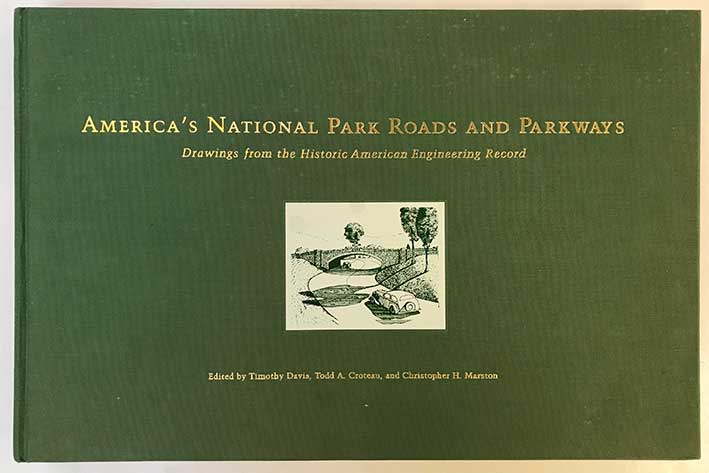 America's National Park Roads and Parkways
Drawings from the Historic American Engineering Record
Edited by Timothy Davis, Todd A. Croteau, and Christopher H. Marston